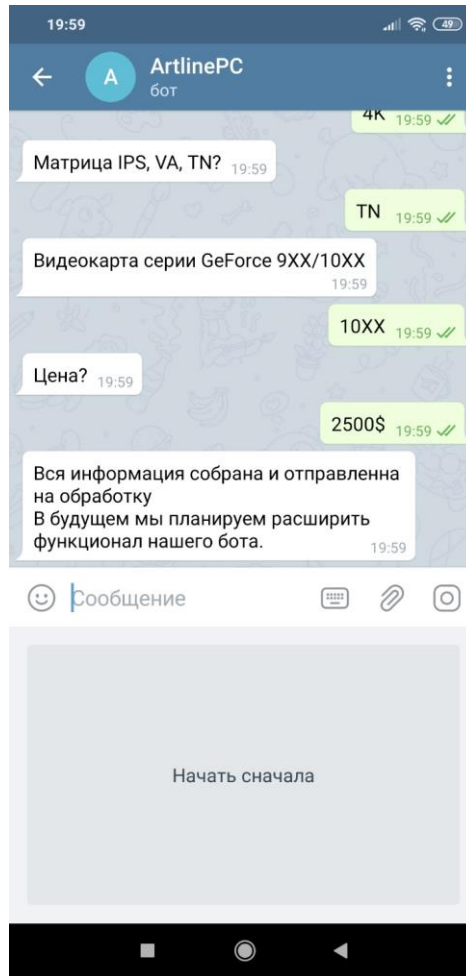 19:59
49
A
ArtlinePC
бот
4K 19:59
Матрица IPS, VA, TN? 19:59
TN 19:59
Видеокарта серии GeForce 9XX/10XX
19:59
10XX 19:59
Цена? 19:59
2500$ 19:59
Вся информация собрана и отправленна
на обработку
В будущем мы планируем расширить
функционал нашего бота. 19:59
Сообщение
Начать сначала